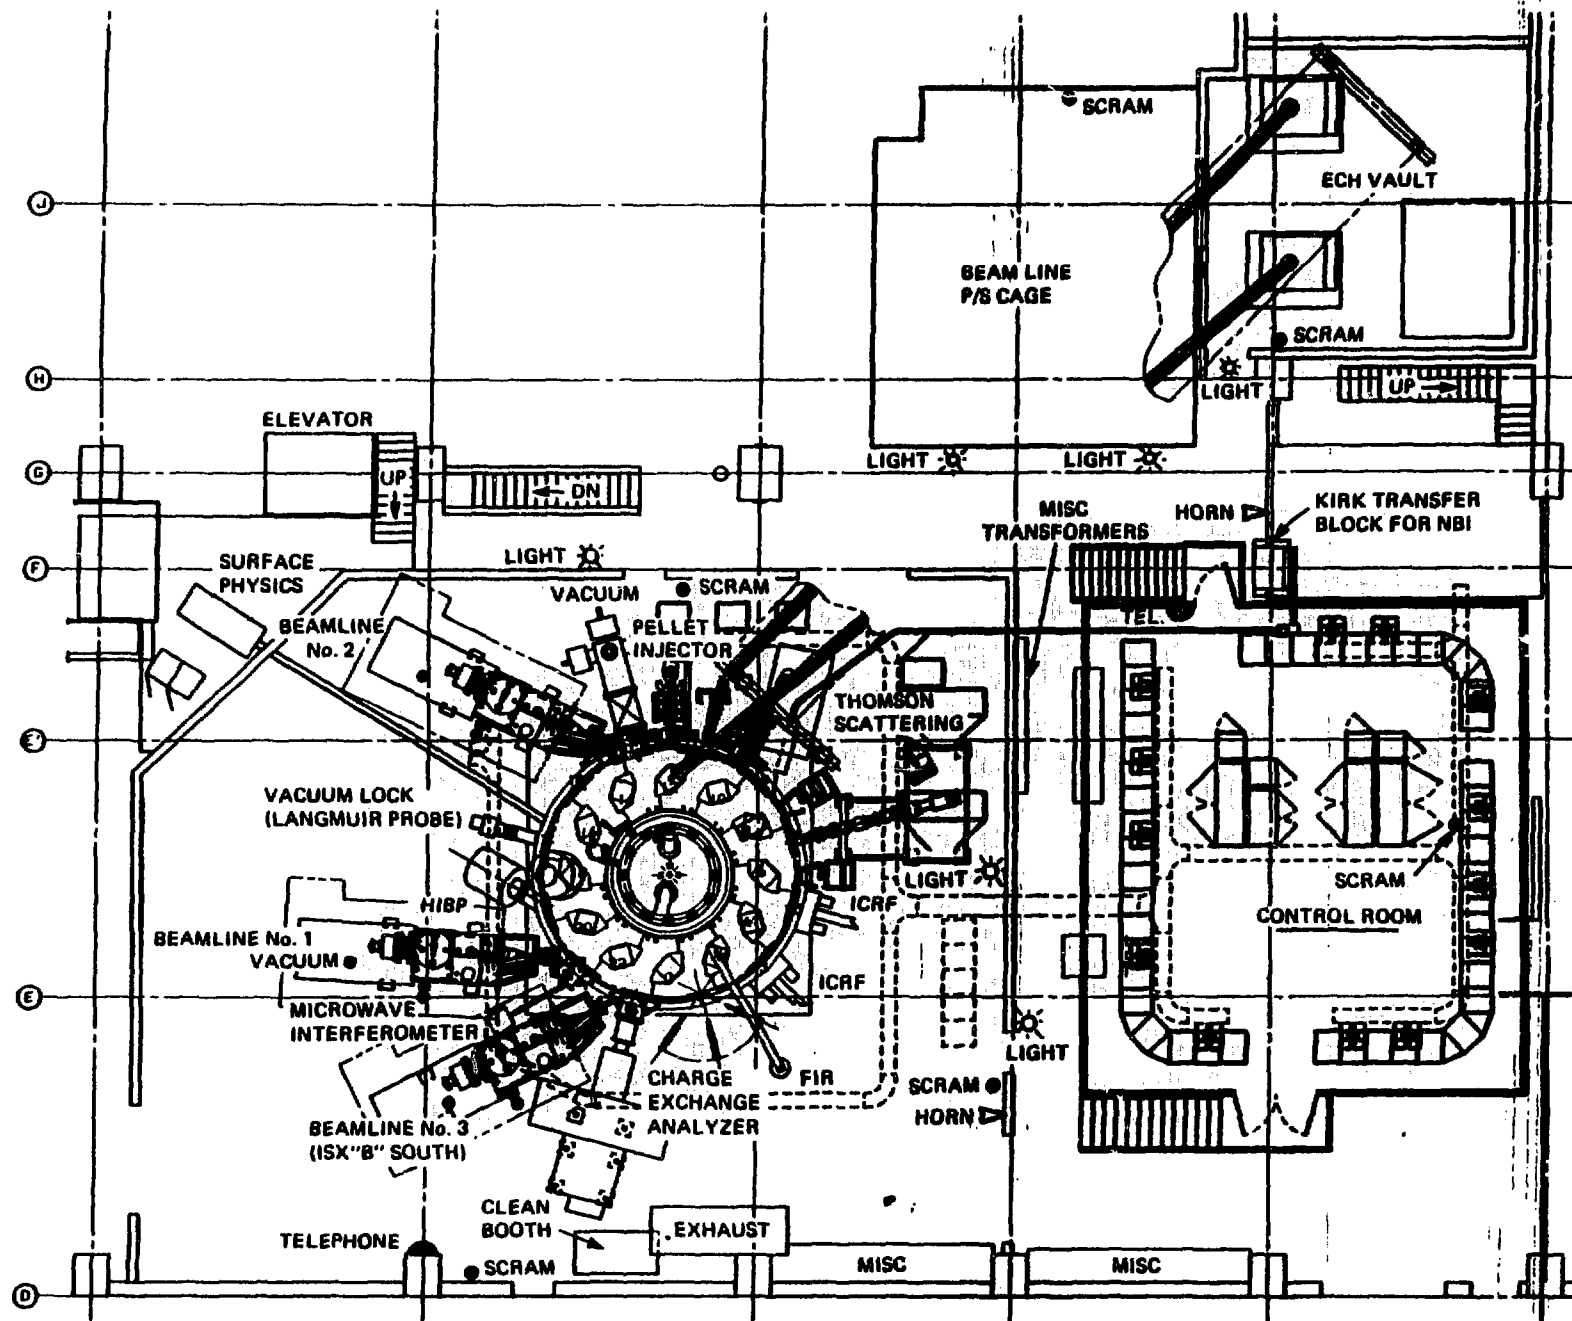 SCRAM
ECH VAULT
J
BEAM LINE
P/S CAGE
SCRAM
H
LIGHT
UP
ELEVATOR
LIGHT
LIGHT
G
UP
DN
MISC
TRANSFORMERS
HORN
KIRK TRANSFER
BLOCK FOR NBI
LIGHT
F
SURFACE
PHYSICS
VACUUM
SCRAM
TEL.
BEAMLINE
No. 2
PELLET
INJECTOR
THOMSON
SCATTERING
E'
VACUUM LOCK
(LANGMUIR PROBE)
LIGHT
SCRAM
HIBP
ICRF
CONTROL ROOM
BEAMLINE No. 1
VACUUM
ICRF
E
MICROWAVE
INTERFEROMETER
LIGHT
CHARGE
EXCHANGE
ANALYZER
FIR
SCRAM
HORN
BEAMLINE No. 3
(ISX"B" SOUTH)
CLEAN
BOOTH
EXHAUST
TELEPHONE
SCRAM
MISC
MISC
D